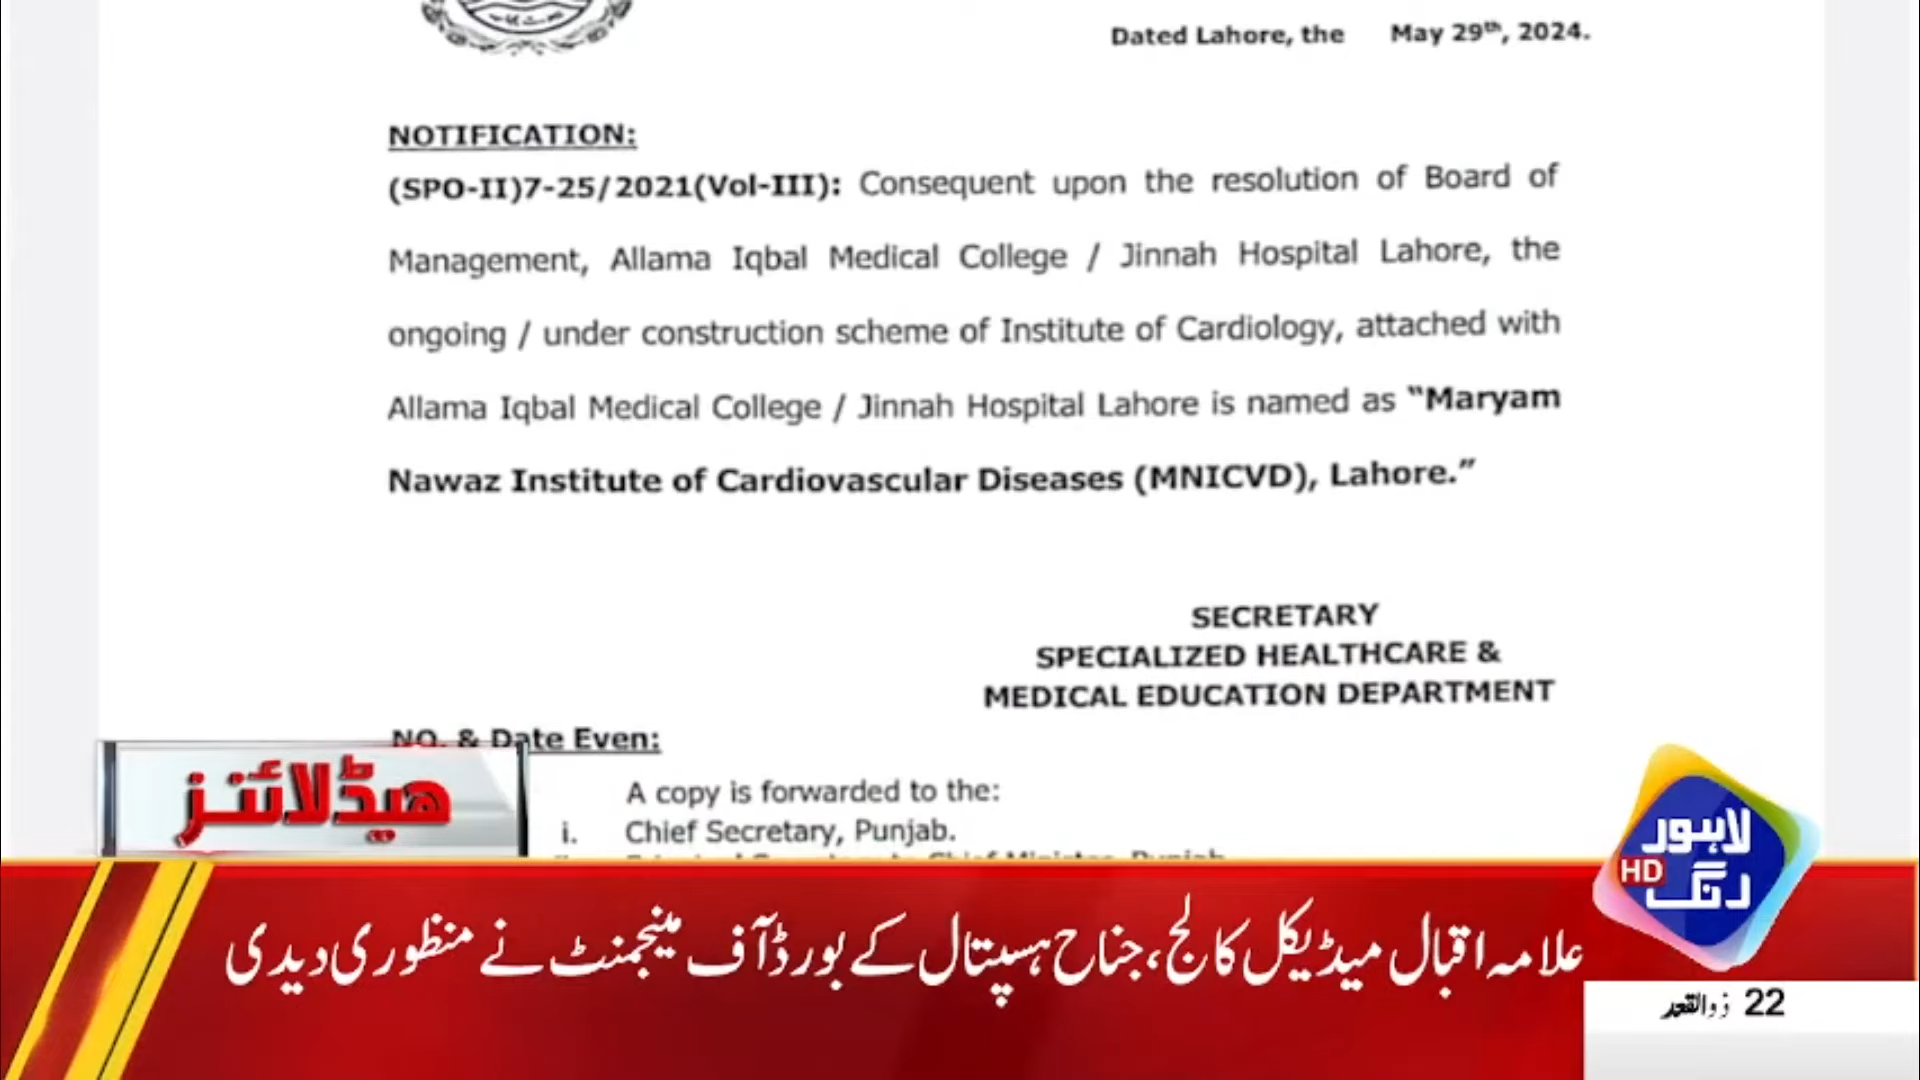 Dated Lahore, the May 29th, 2024.
NOTIFICATION:
(SPO-II)7-25/2021(Vol-III): Consequent upon the resolution of Board of
Management, Allama Iqbal Medical College / Jinnah Hospital Lahore, the
ongoing / under construction scheme of Institute of Cardiology, attached with
Allama Iqbal Medical College / Jinnah Hospital Lahore is named as “Maryam
Nawaz Institute of Cardiovascular Diseases (MNICVD), Lahore.”
SECRETARY
SPECIALIZED HEALTHCARE &
MEDICAL EDUCATION DEPARTMENT
NO. & Date Even:
A copy is forwarded to the:
i. Chief Secretary, Punjab.
ہیڈلائنز
لاہور
رنگ
HD
علامہ اقبال میڈیکل کالج، جناح ہسپتال کے بورڈ آف مینجمنٹ نے منظوری دیدی
22 ذوالقعد